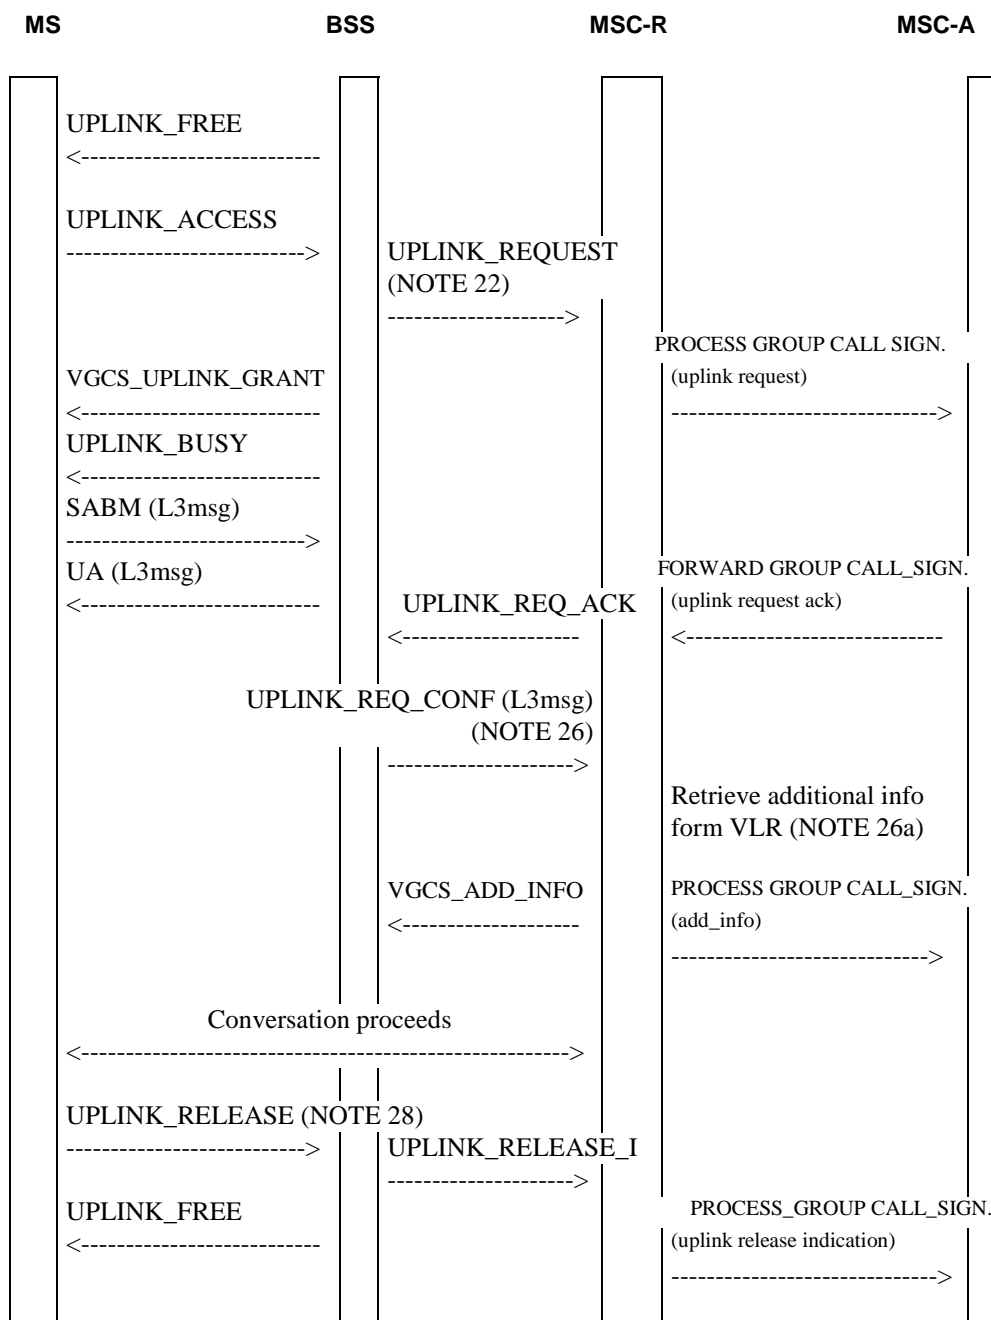 MS BSS MSC-R MSC-A
UPLINK_FREE
<---------------------------
UPLINK_ACCESS
--------------------------->
UPLINK_REQUEST
(NOTE 22)
-------------------->
PROCESS GROUP CALL SIGN.
VGCS_UPLINK_GRANT
(uplink request)
<---------------------------
------------------------------>
UPLINK_BUSY
<---------------------------
SABM (L3msg)
--------------------------->
UA (L3msg)
FORWARD GROUP CALL_SIGN.
<---------------------------
UPLINK_REQ_ACK
(uplink request ack)
<--------------------
<-----------------------------
UPLINK_REQ_CONF (L3msg)
(NOTE 26)
--------------------->
Retrieve additional info
form VLR (NOTE 26a)
VGCS_ADD_INFO
PROCESS GROUP CALL_SIGN.
<--------------------
(add_info)
----------------------------->
Conversation proceeds
<------------------------------------------------------->
UPLINK_RELEASE (NOTE 28)
--------------------------->
UPLINK_RELEASE_I
--------------------->
UPLINK_FREE
PROCESS_GROUP CALL_SIGN.
<---------------------------
(uplink release indication)
------------------------------>